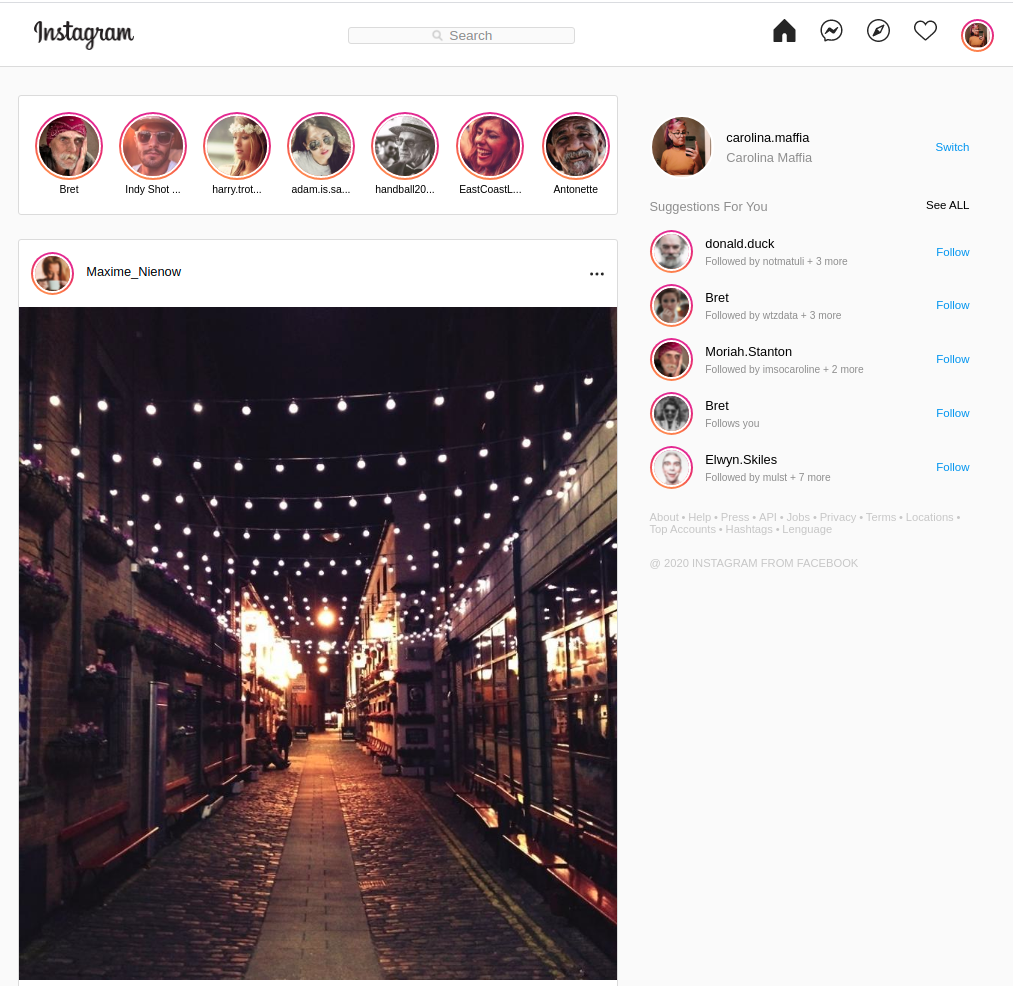 Instagram
Search
Bret
Indy Shot ...
harry.trot...
adam.is.sa...
handball20...
EastCoastL...
Antonette
carolina.maffia
Carolina Maffia
Switch
Suggestions For You
See ALL
donald.duck
Followed by notmatuli + 3 more
Follow
Bret
Followed by wtzdata + 3 more
Follow
Moriah.Stanton
Followed by imsocaroline + 2 more
Follow
Bret
Follows you
Follow
Elwyn.Skiles
Followed by mulst + 7 more
Follow
About • Help • Press • API • Jobs • Privacy • Terms • Locations •
Top Accounts • Hashtags • Lenguage
@ 2020 INSTAGRAM FROM FACEBOOK
Maxime_Nienow